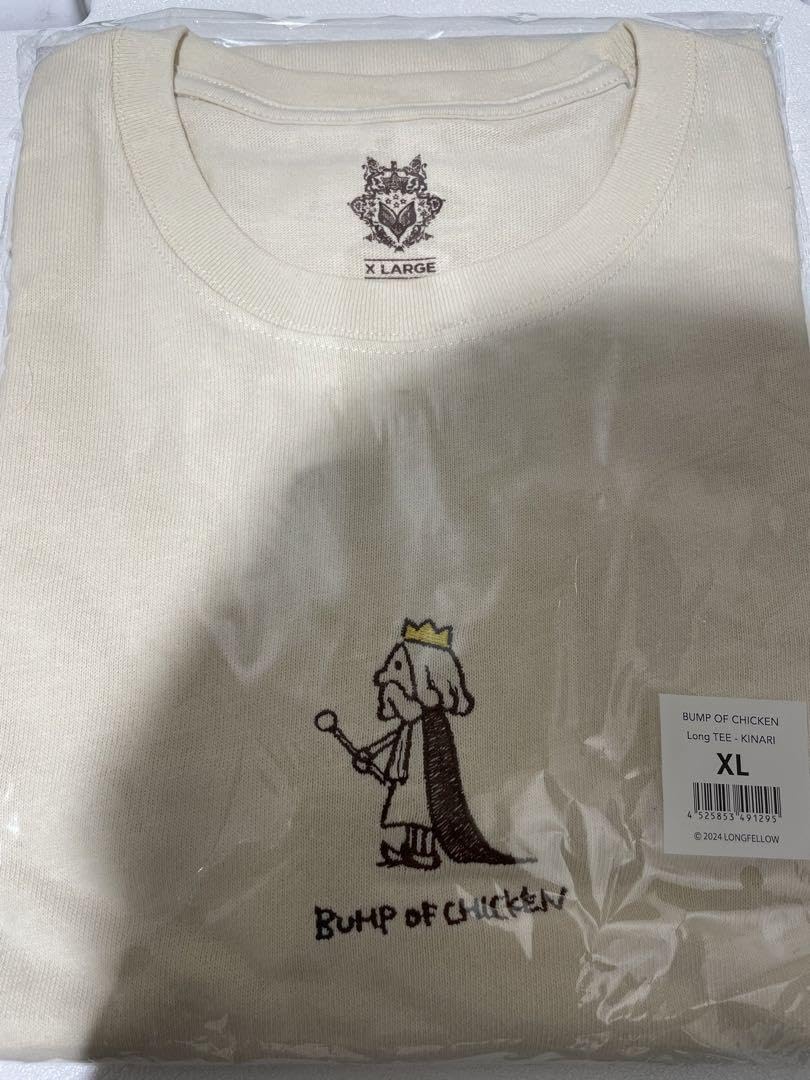 X LARGE
BUMP OF CHICKEN
BUMP OF CHICKEN
Long TEE - KINARI
XL
4 525853 491295
© 2024 LONGFELLOW